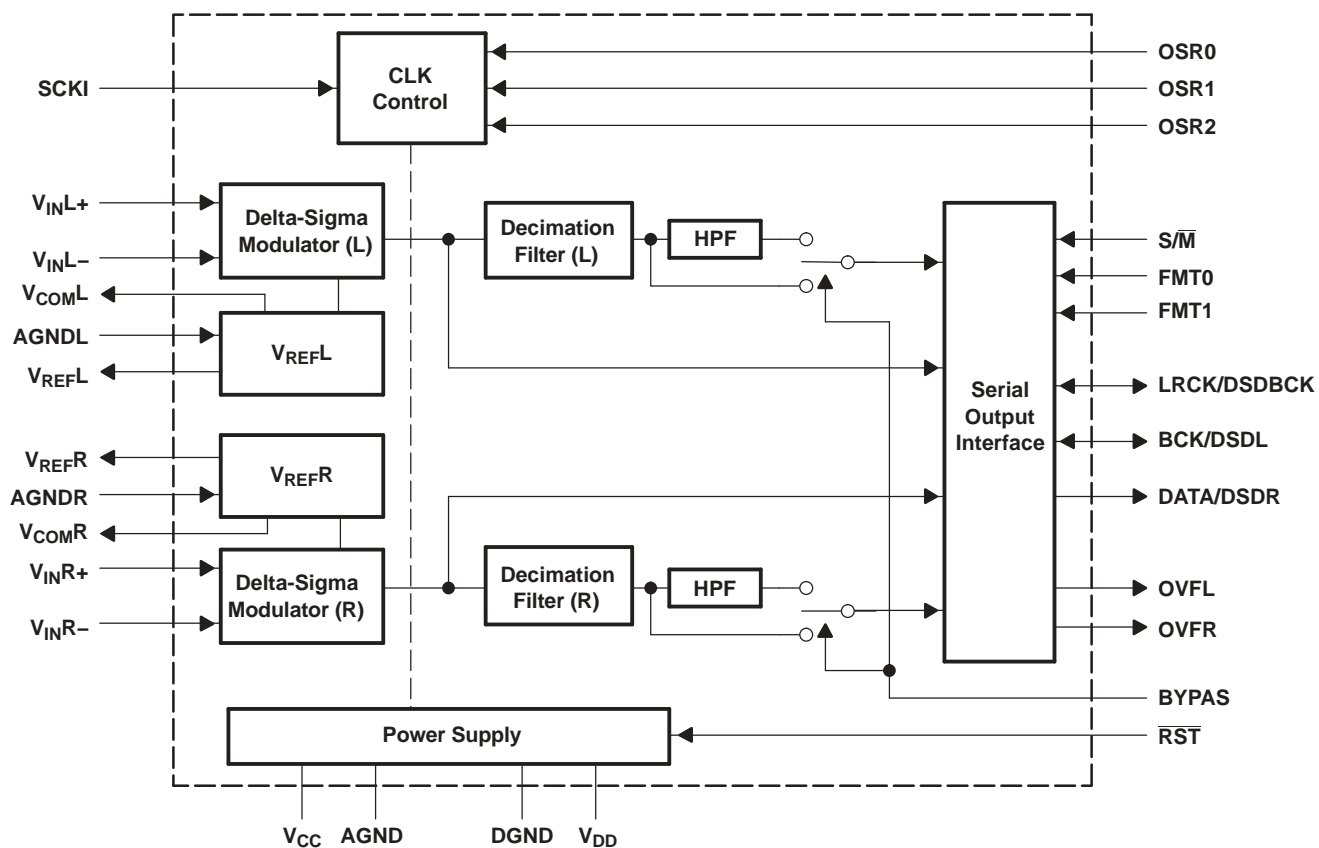 SCKI
CLK
Control
OSR0
OSR1
OSR2
VINL+
VINL−
VCOML
AGNDL
VREFL
Delta-Sigma
Modulator (L)
VREFL
Decimation
Filter (L)
HPF
VREFR
AGNDR
VCOMR
VINR+
VINR−
VREFR
Delta-Sigma
Modulator (R)
Decimation
Filter (R)
HPF
Serial
Output
Interface
S/M̅
FMT0
FMT1
LRCK/DSDBCK
BCK/DSDL
DATA/DSDR
OVFL
OVFR
BYPAS
R̅S̅T̅
Power Supply
VCC
AGND
DGND
VDD